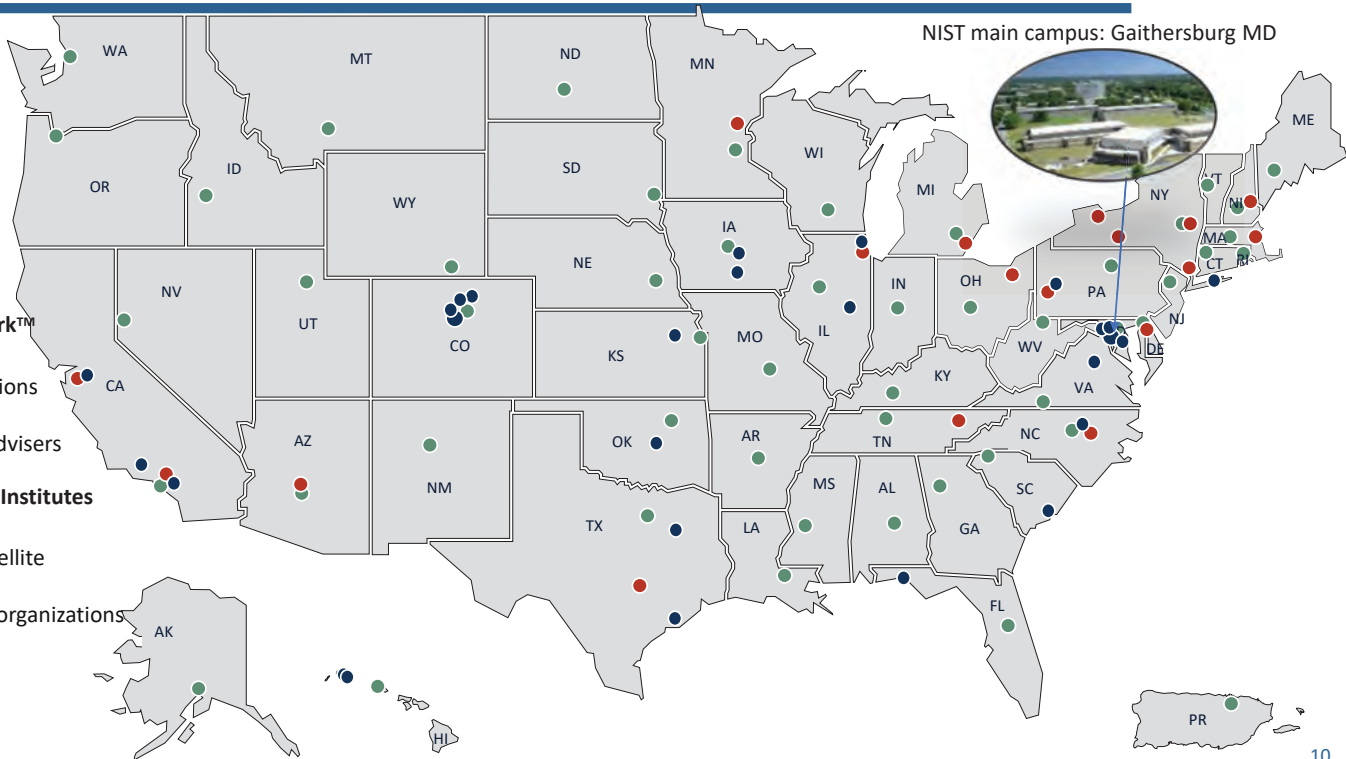 NIST main campus: Gaithersburg MD
WA
MT
ND
MN
ME
OR
ID
SD
WI
VT
MI
NY
WY
IA
MA
CT
RI
NE
NV
IN
OH
PA
NJ
UT
IL
rk™
CO
MO
WV
DE
KS
KY
VA
ions
CA
AZ
OK
AR
TN
NC
dvisers
NM
MS
AL
SC
Institutes
TX
LA
GA
ellite
FL
organizations
AK
HI
PR
10